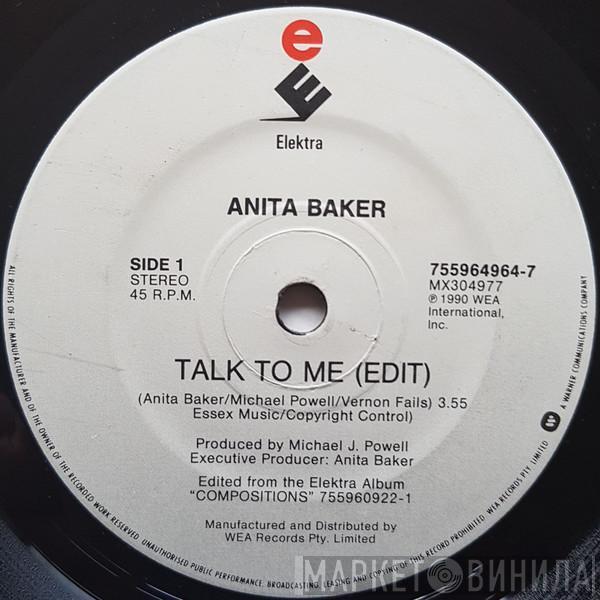 e
E
Elektra
ANITA BAKER
SIDE 1
STEREO
45 R.P.M.
755964964-7
MX304977
℗ 1990 WEA
International,
Inc.
TALK TO ME (EDIT)
(Anita Baker/Michael Powell/Vernon Fails) 3.55
Essex Music/Copyright Control)
Produced by Michael J. Powell
Executive Producer: Anita Baker
Edited from the Elektra Album
"COMPOSITIONS" 755960922-1
Manufactured and Distributed by
WEA Records Pty. Limited
ALL RIGHTS OF THE MANUFACTURER AND OF THE OWNER OF THE RECORDED WORK RESERVED. UNAUTHORISED PUBLIC PERFORMANCE, BROADCASTING, LEASING AND COPYING OF THIS RECORD PROHIBITED. WEA RECORDS PTY. LIMITED
A WARNER COMMUNICATIONS COMPANY
МАРКЕТ ВИНИЛА